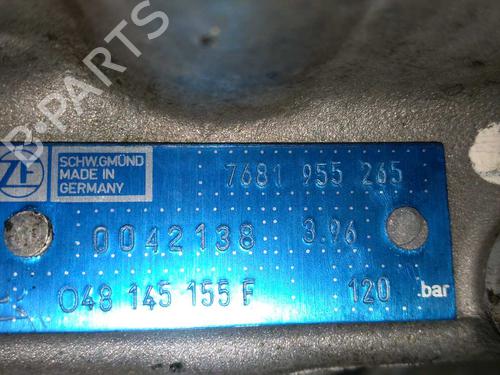 B-PARTS
ZF
SCHW.GMÜND
MADE IN
GERMANY
7681 955 265
0042138 3.96
048 145 155 F 120 .bar